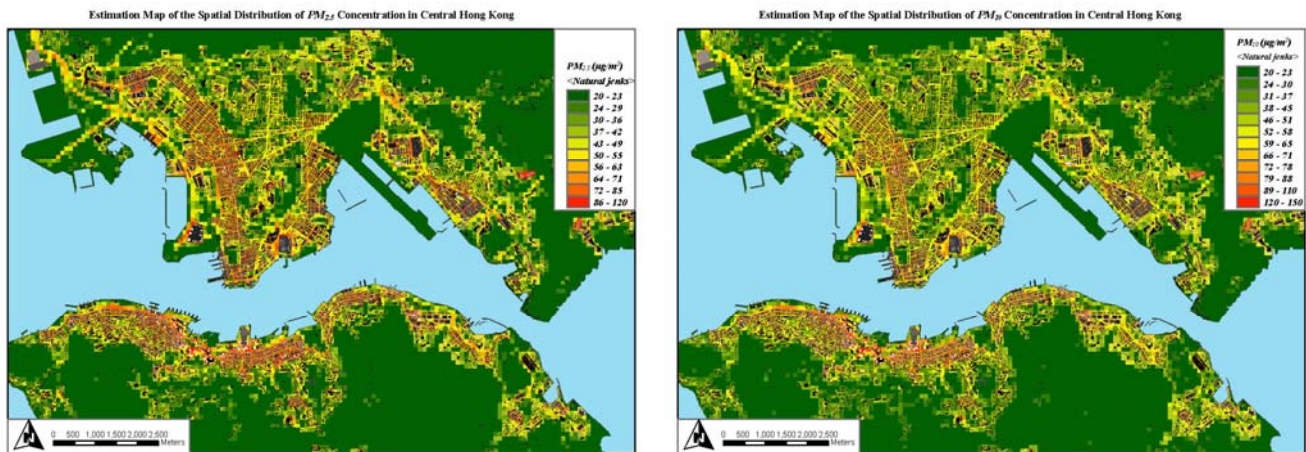 Estimation Map of the Spatial Distribution of PM2.5 Concentration in Central Hong Kong
PM2.5 (μg/m³)
<Natural jenks>
20 - 23
24 - 29
30 - 36
37 - 42
43 - 49
50 - 55
56 - 63
64 - 71
72 - 85
86 - 120
0 500 1,000 1,500 2,000 2,500
Meters
Estimation Map of the Spatial Distribution of PM10 Concentration in Central Hong Kong
PM10 (μg/m³)
<Natural jenks>
20 - 23
24 - 30
31 - 37
38 - 45
46 - 51
52 - 58
59 - 65
66 - 71
72 - 78
79 - 88
89 - 110
120 - 150
0 500 1,000 1,500 2,000 2,500
Meters